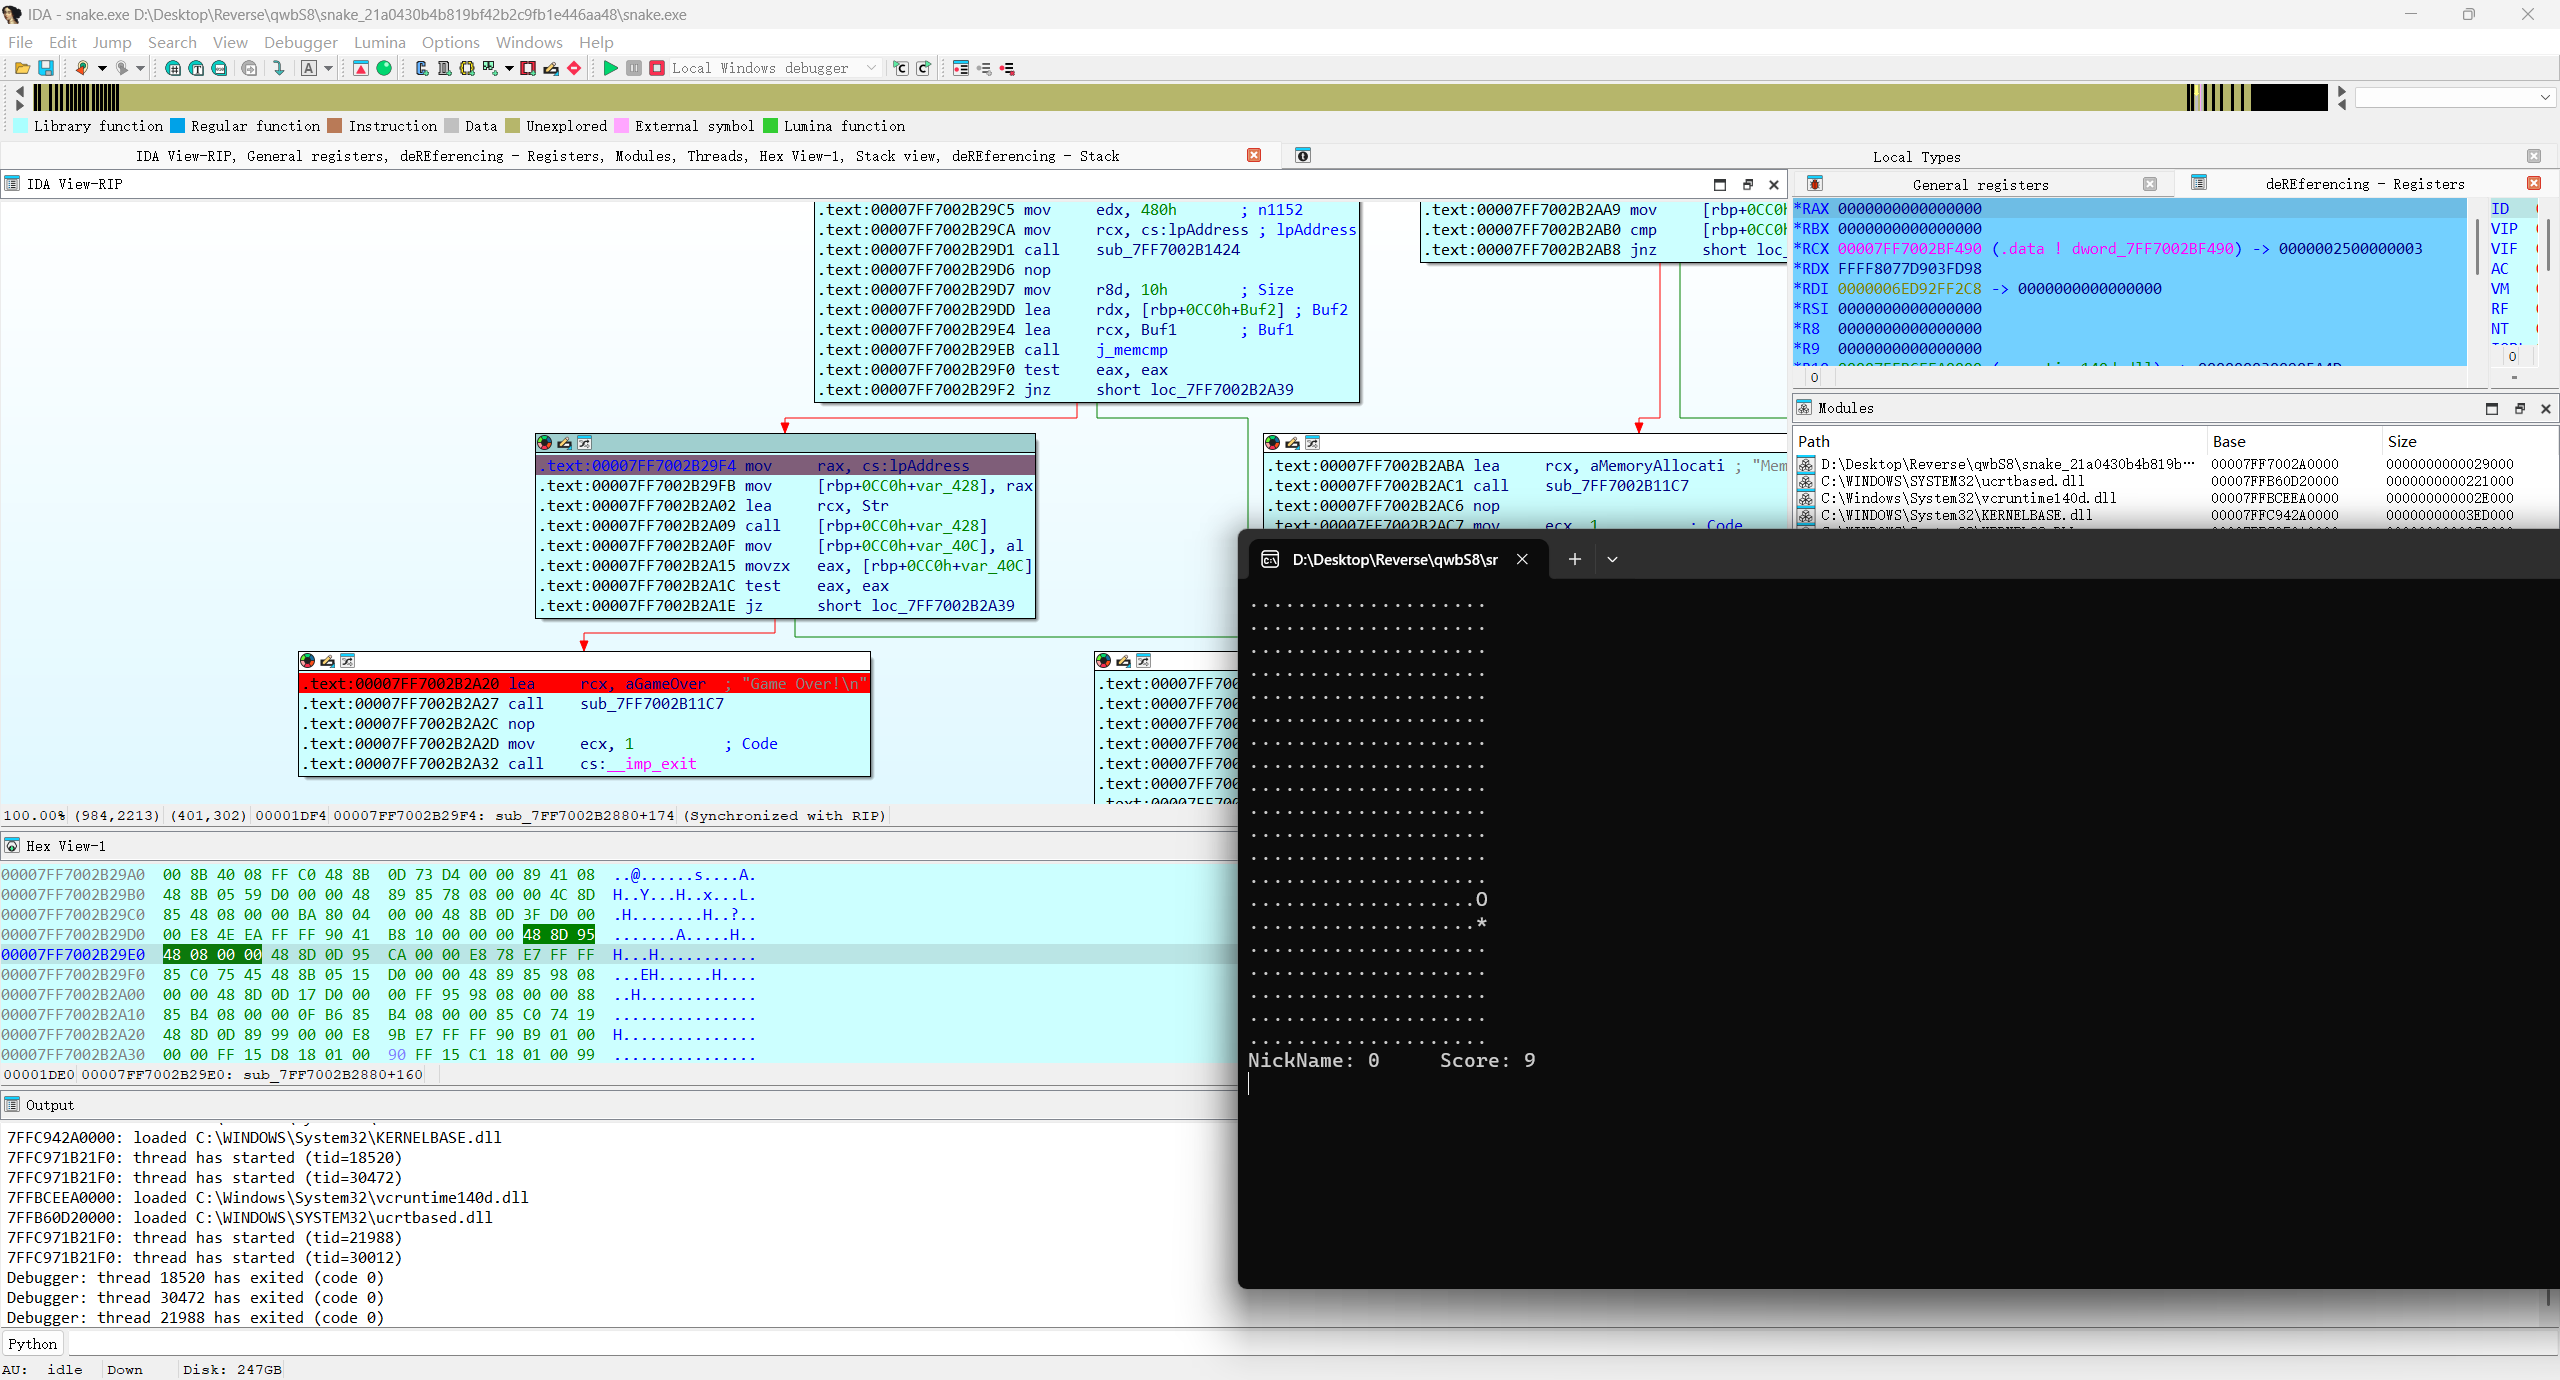 IDA - snake.exe D:\Desktop\Reverse\qwbS8\snake_21a0430b4b819bf42b2c9fb1e446aa48\snake.exe
File Edit Jump Search View Debugger Lumina Options Windows Help
Local Windows debugger
Library function Regular function Instruction Data Unexplored External symbol Lumina function
IDA View-RIP, General registers, deREferencing - Registers, Modules, Threads, Hex View-1, Stack view, deREferencing - Stack
Local Types
IDA View-RIP
.text:00007FF7002B29C5 mov edx, 480h ; n1152
.text:00007FF7002B29CA mov rcx, cs:lpAddress ; lpAddress
.text:00007FF7002B29D1 call sub_7FF7002B1424
.text:00007FF7002B29D6 nop
.text:00007FF7002B29D7 mov r8d, 10h ; Size
.text:00007FF7002B29DD lea rdx, [rbp+0CC0h+Buf2] ; Buf2
.text:00007FF7002B29E4 lea rcx, Buf1 ; Buf1
.text:00007FF7002B29EB call j_memcmp
.text:00007FF7002B29F0 test eax, eax
.text:00007FF7002B29F2 jnz short loc_7FF7002B2A39
.text:00007FF7002B2AA9 mov [rbp+0CC0h
.text:00007FF7002B2AB0 cmp [rbp+0CC0h
.text:00007FF7002B2AB8 jnz short loc_
.text:00007FF7002B29F4 mov rax, cs:lpAddress
.text:00007FF7002B29FB mov [rbp+0CC0h+var_428], rax
.text:00007FF7002B2A02 lea rcx, Str
.text:00007FF7002B2A09 call [rbp+0CC0h+var_428]
.text:00007FF7002B2A0F mov [rbp+0CC0h+var_40C], al
.text:00007FF7002B2A15 movzx eax, [rbp+0CC0h+var_40C]
.text:00007FF7002B2A1C test eax, eax
.text:00007FF7002B2A1E jz short loc_7FF7002B2A39
.text:00007FF7002B2ABA lea rcx, aMemoryAllocati ; "Mem
.text:00007FF7002B2AC1 call sub_7FF7002B11C7
.text:00007FF7002B2AC6 nop
.text:00007FF7002B2AC7 mov ecx, 1 ; Code
.text:00007FF7002B2A20 lea rcx, aGameOver ; "Game Over!\n"
.text:00007FF7002B2A27 call sub_7FF7002B11C7
.text:00007FF7002B2A2C nop
.text:00007FF7002B2A2D mov ecx, 1 ; Code
.text:00007FF7002B2A32 call cs:__imp_exit
.text:00007FF700
.text:00007FF700
.text:00007FF700
.text:00007FF700
.text:00007FF700
.text:00007FF700
100.00% (984,2213) (401,302) 00001DF4 00007FF7002B29F4: sub_7FF7002B2880+174 (Synchronized with RIP)
General registers
deREferencing - Registers
*RAX 0000000000000000
*RBX 0000000000000000
*RCX 00007FF7002BF490 (.data ! dword_7FF7002BF490) -> 0000002500000003
*RDX FFFF8077D903FD98
*RDI 0000006ED92FF2C8 -> 0000000000000000
*RSI 0000000000000000
*R8 0000000000000000
*R9 0000000000000000
0
ID
VIP
VIF
AC
VM
RF
NT
0
Modules
Path Base Size
D:\Desktop\Reverse\qwbS8\snake_21a0430b4b819b… 00007FF7002A0000 0000000000029000
C:\WINDOWS\SYSTEM32\ucrtbased.dll 00007FFB60D20000 0000000000221000
C:\Windows\System32\vcruntime140d.dll 00007FFBCEEA0000 000000000002E000
C:\WINDOWS\System32\KERNELBASE.dll 00007FFC942A0000 00000000003ED000
Hex View-1
00007FF7002B29A0 00 8B 40 08 FF C0 48 8B 0D 73 D4 00 00 89 41 08 ..@......s....A.
00007FF7002B29B0 48 8B 05 59 D0 00 00 48 89 85 78 08 00 00 4C 8D H..Y...H..x...L.
00007FF7002B29C0 85 48 08 00 00 BA 80 04 00 00 48 8B 0D 3F D0 00 .H........H..?..
00007FF7002B29D0 00 E8 4E EA FF FF 90 41 B8 10 00 00 00 48 8D 95 .......A.....H..
00007FF7002B29E0 48 08 00 00 48 8D 0D 95 CA 00 00 E8 78 E7 FF FF H...H...........
00007FF7002B29F0 85 C0 75 45 48 8B 05 15 D0 00 00 48 89 85 98 08 ...EH......H....
00007FF7002B2A00 00 00 48 8D 0D 17 D0 00 00 FF 95 98 08 00 00 88 ..H.............
00007FF7002B2A10 85 B4 08 00 00 0F B6 85 B4 08 00 00 85 C0 74 19 ................
00007FF7002B2A20 48 8D 0D 89 99 00 00 E8 9B E7 FF FF 90 B9 01 00 H...............
00007FF7002B2A30 00 00 FF 15 D8 18 01 00 90 FF 15 C1 18 01 00 99 ................
00001DE0 00007FF7002B29E0: sub_7FF7002B2880+160
Output
7FFC942A0000: loaded C:\WINDOWS\System32\KERNELBASE.dll
7FFC971B21F0: thread has started (tid=18520)
7FFC971B21F0: thread has started (tid=30472)
7FFBCEEA0000: loaded C:\Windows\System32\vcruntime140d.dll
7FFB60D20000: loaded C:\WINDOWS\SYSTEM32\ucrtbased.dll
7FFC971B21F0: thread has started (tid=21988)
7FFC971B21F0: thread has started (tid=30012)
Debugger: thread 18520 has exited (code 0)
Debugger: thread 30472 has exited (code 0)
Debugger: thread 21988 has exited (code 0)
Python
AU: idle Down Disk: 247GB
D:\Desktop\Reverse\qwbS8\sr
....................
....................
....................
....................
....................
....................
....................
....................
....................
....................
....................
....................
....................
...................O
...................*
....................
....................
....................
....................
....................
NickName: 0 Score: 9